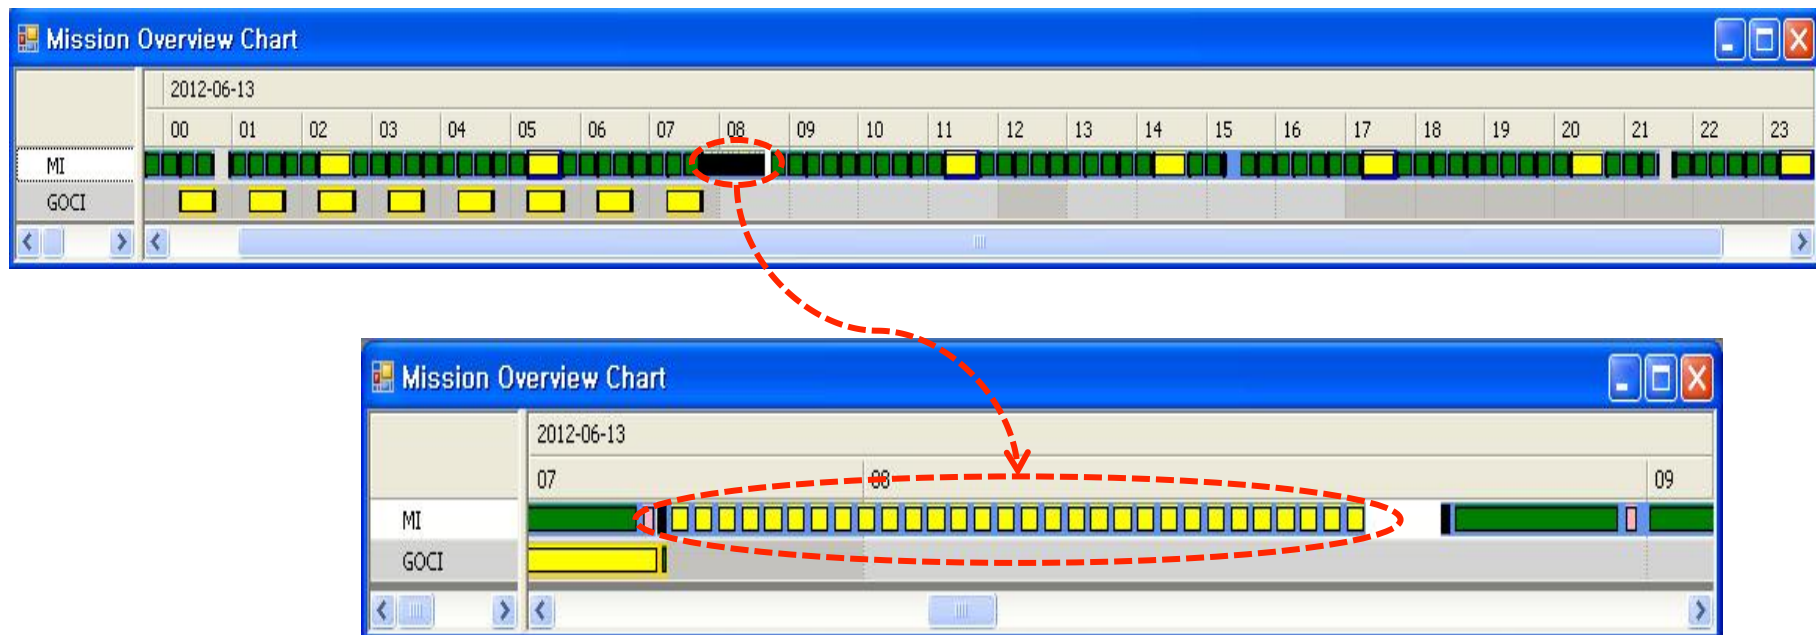 Mission Overview Chart
2012-06-13
00 01 02 03 04 05 06 07 08 09 10 11 12 13 14 15 16 17 18 19 20 21 22 23
MI
GOCI
Mission Overview Chart
2012-06-13
07 08 09
MI
GOCI